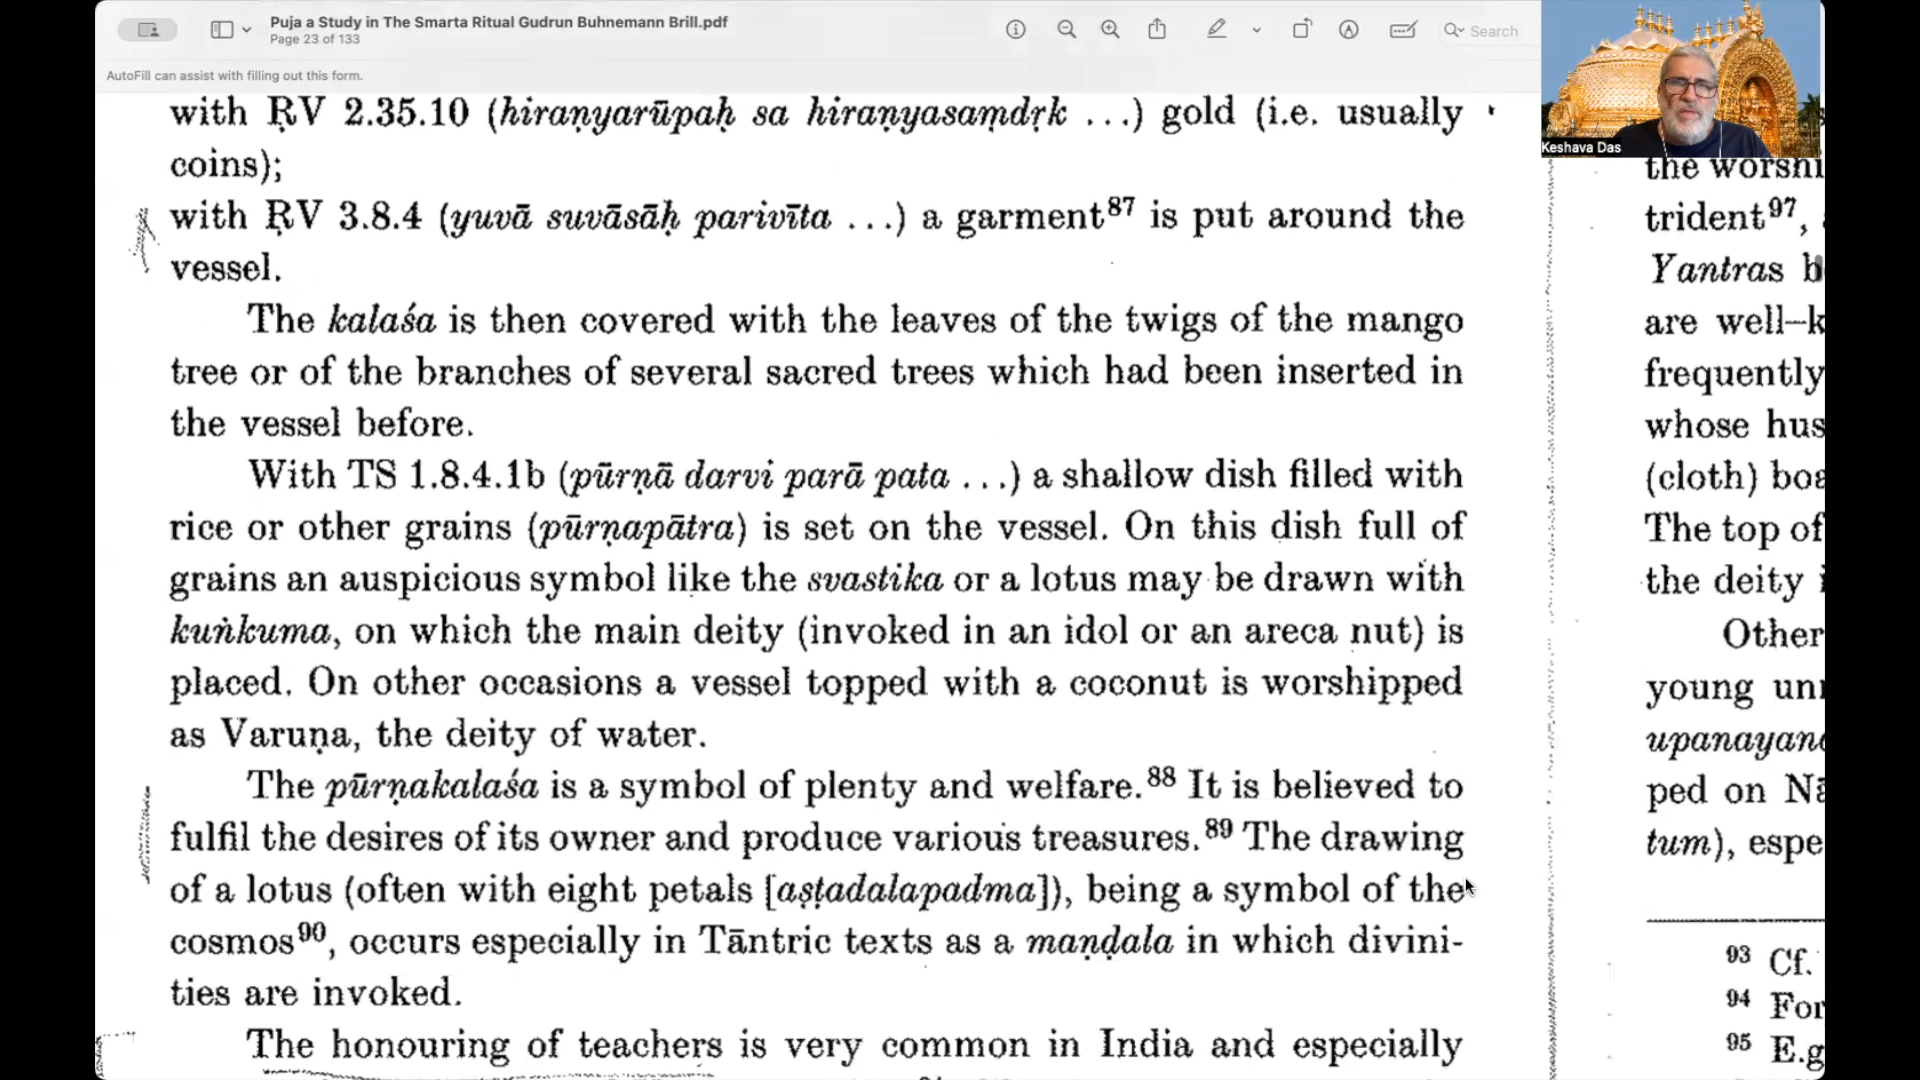 Puja a Study in The Smarta Ritual Gudrun Buhnemann Brill.pdf
Page 23 of 133
Search
AutoFill can assist with filling out this form.
Keshava Das
with ṚV 2.35.10 (hiraṇyarūpaḥ sa hiraṇyasaṃdṛk ...) gold (i.e. usually
coins);
with ṚV 3.8.4 (yuvā suvāsāḥ parivīta ...) a garment⁸⁷ is put around the
vessel.
The kalaśa is then covered with the leaves of the twigs of the mango
tree or of the branches of several sacred trees which had been inserted in
the vessel before.
With TS 1.8.4.1b (pūrṇā darvi parā pata ...) a shallow dish filled with
rice or other grains (pūrṇapātra) is set on the vessel. On this dish full of
grains an auspicious symbol like the svastika or a lotus may be drawn with
kuṅkuma, on which the main deity (invoked in an idol or an areca nut) is
placed. On other occasions a vessel topped with a coconut is worshipped
as Varuṇa, the deity of water.
The pūrṇakalaśa is a symbol of plenty and welfare.⁸⁸ It is believed to
fulfil the desires of its owner and produce various treasures.⁸⁹ The drawing
of a lotus (often with eight petals [aṣṭadalapadma]), being a symbol of the
cosmos⁹⁰, occurs especially in Tāntric texts as a maṇḍala in which divini-
ties are invoked.
The honouring of teachers is very common in India and especially
the worshi
trident⁹⁷,
Yantras b
are well–k
frequently
whose hus
(cloth) boa
The top of
the deity i
Other
young unm
upanayana
ped on Nā
tum), espe
93 Cf.
94 For
95 E.g